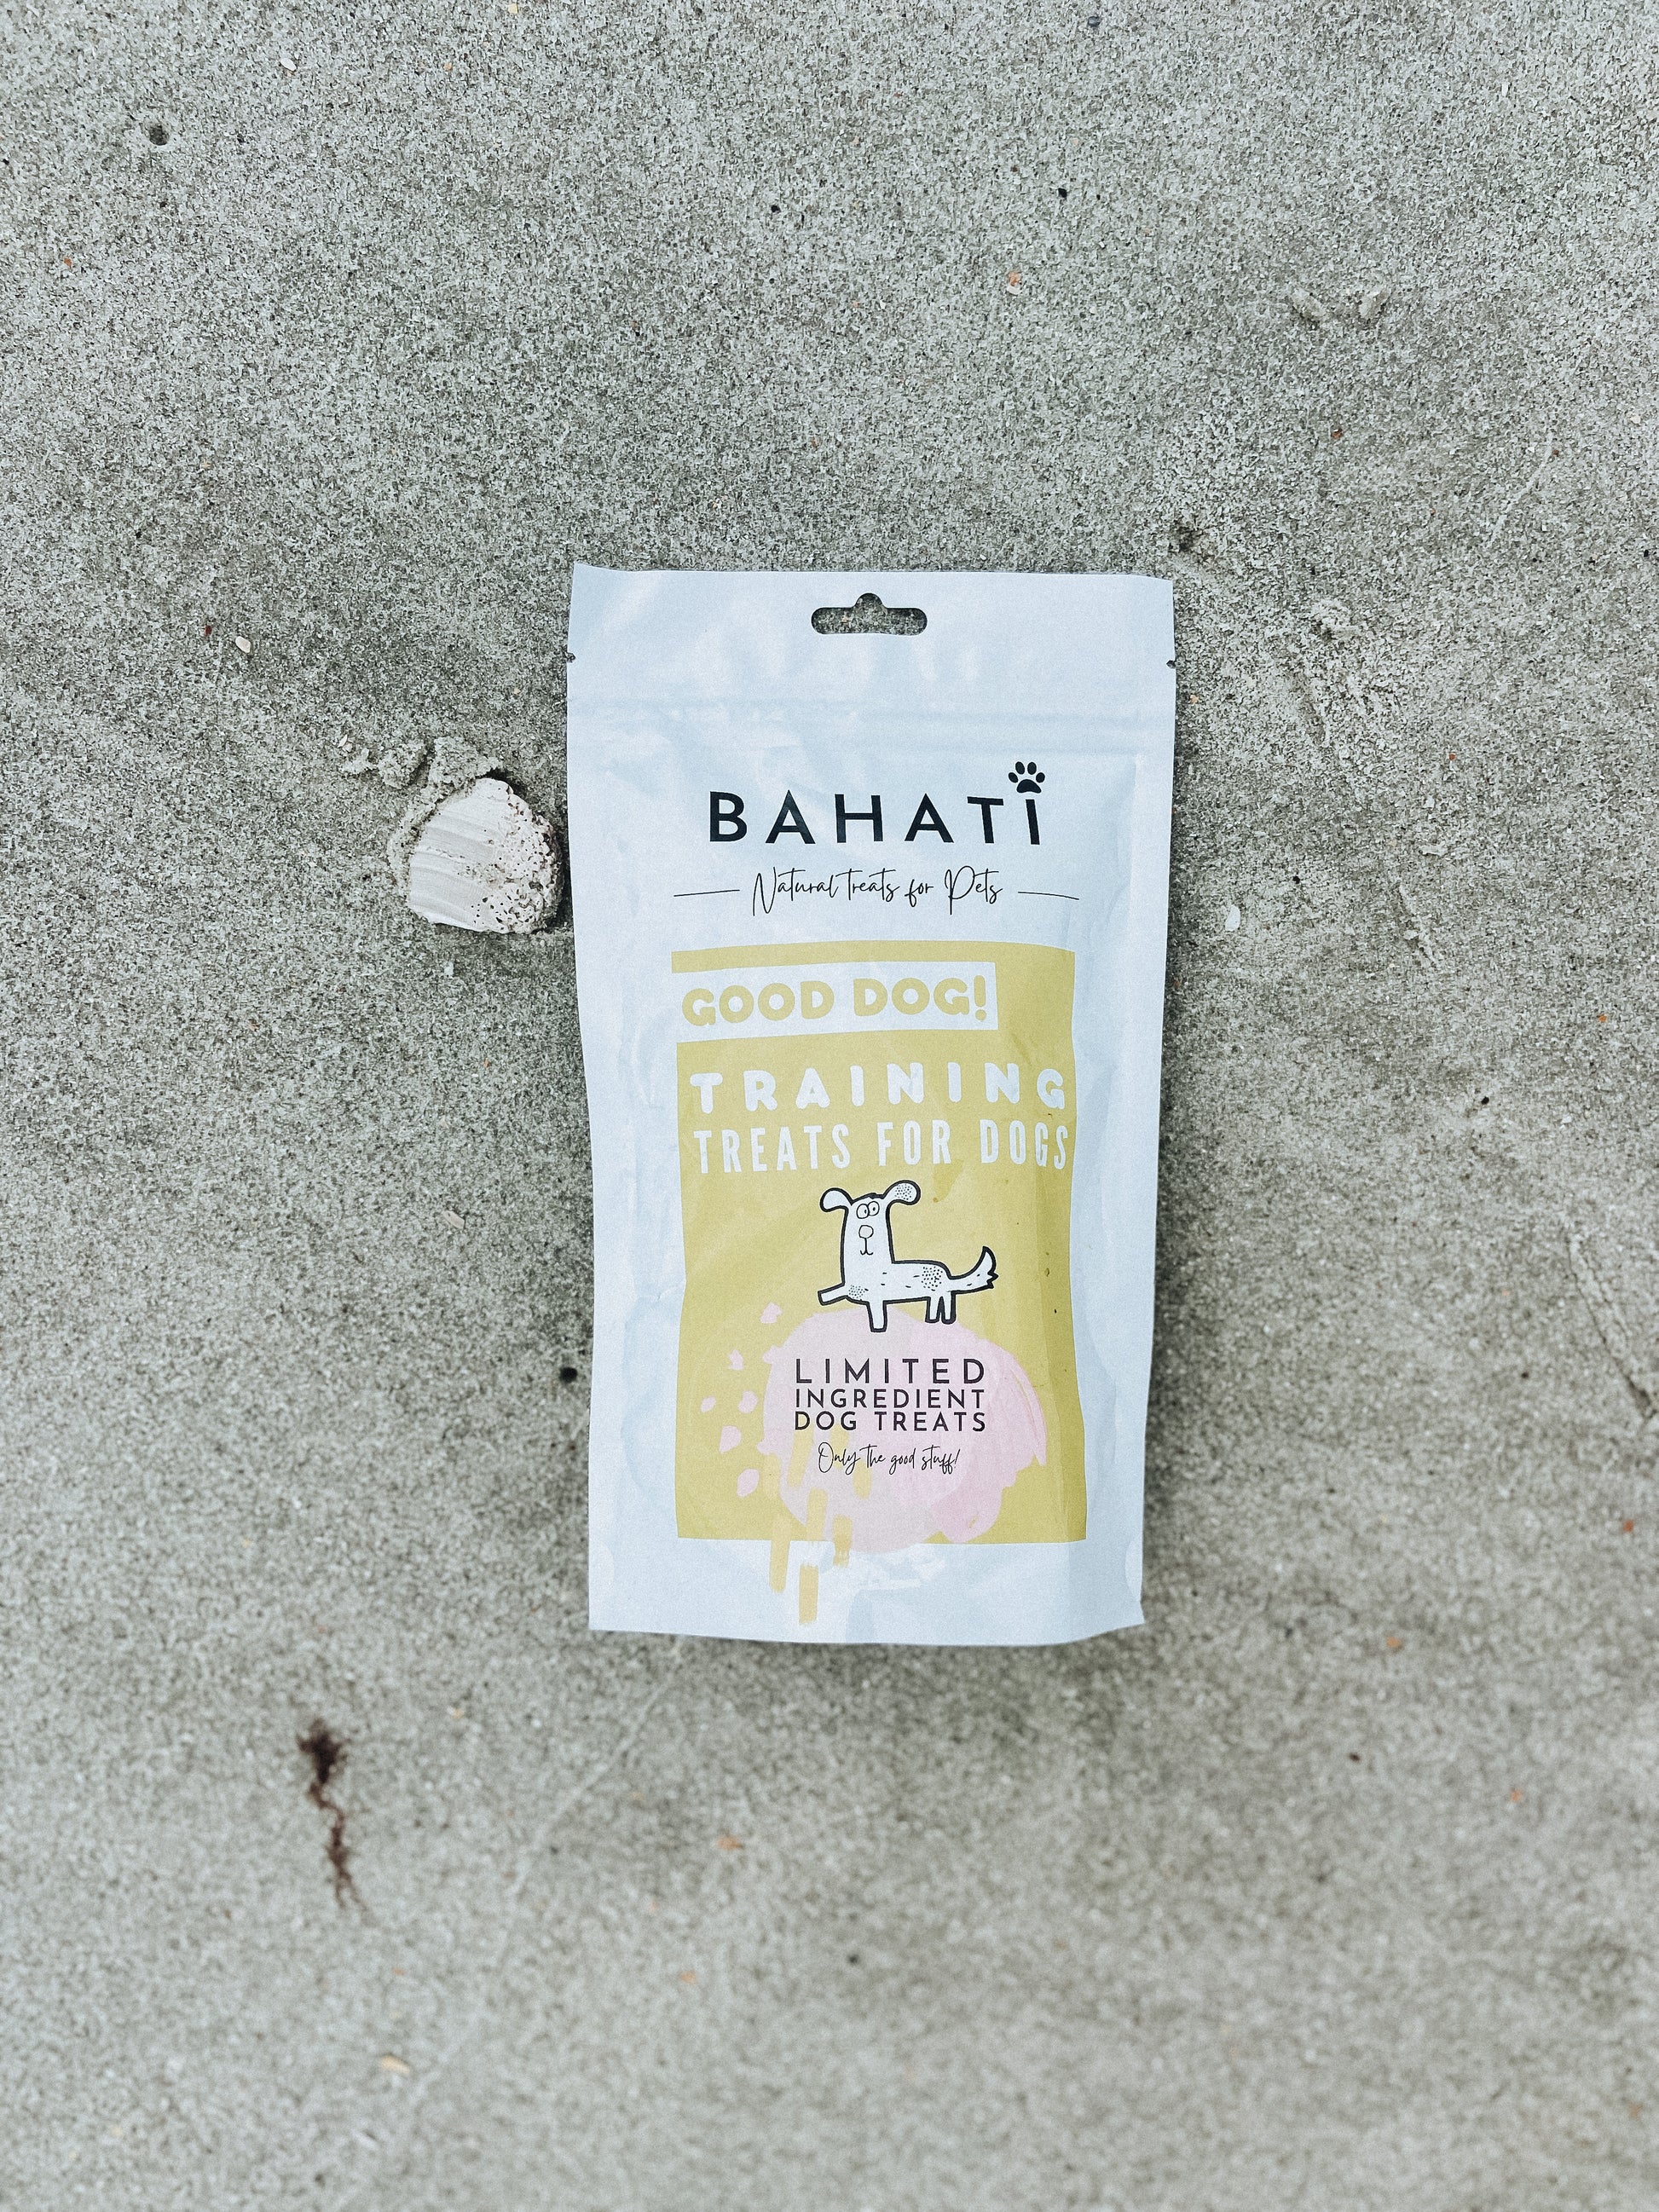 BAHATI
Natural treats for Pets
GOOD DOG!
TRAINING
TREATS FOR DOGS
LIMITED
INGREDIENT
DOG TREATS
Only the good stuff!